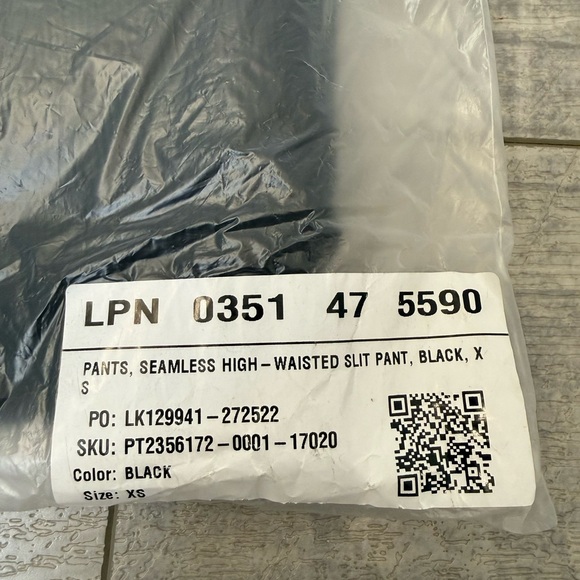 LPN 0351 47 5590
PANTS, SEAMLESS HIGH-WAISTED SLIT PANT, BLACK, X
S
PO: LK129941-272522
SKU: PT2356172-0001-17020
Color: BLACK
Size: XS